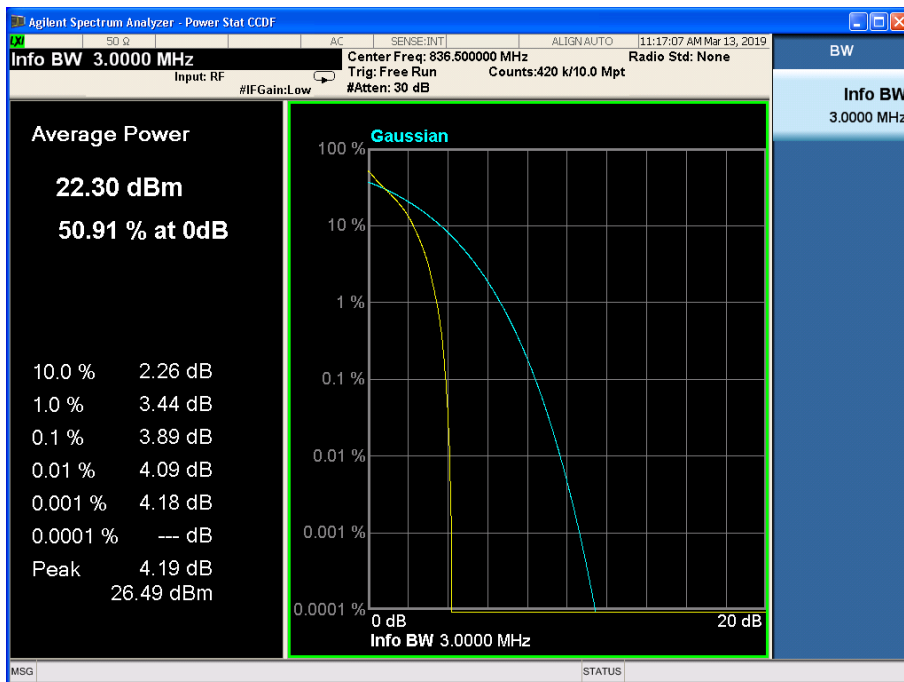 Agilent Spectrum Analyzer - Power Stat CCDF
LXI 50 Ω AC SENSE:INT ALIGN AUTO 11:17:07 AM Mar 13, 2019
Info BW 3.0000 MHz
Center Freq: 836.500000 MHz Radio Std: None
Input: RF Trig: Free Run Counts:420 k/10.0 Mpt
#IFGain:Low #Atten: 30 dB
BW
Info BW
3.0000 MHz
Average Power
22.30 dBm
50.91 % at 0dB
10.0 % 2.26 dB
1.0 % 3.44 dB
0.1 % 3.89 dB
0.01 % 4.09 dB
0.001 % 4.18 dB
0.0001 % --- dB
Peak 4.19 dB
26.49 dBm
Gaussian
100 %
10 %
1 %
0.1 %
0.01 %
0.001 %
0.0001 %
0 dB 20 dB
Info BW 3.0000 MHz
MSG STATUS